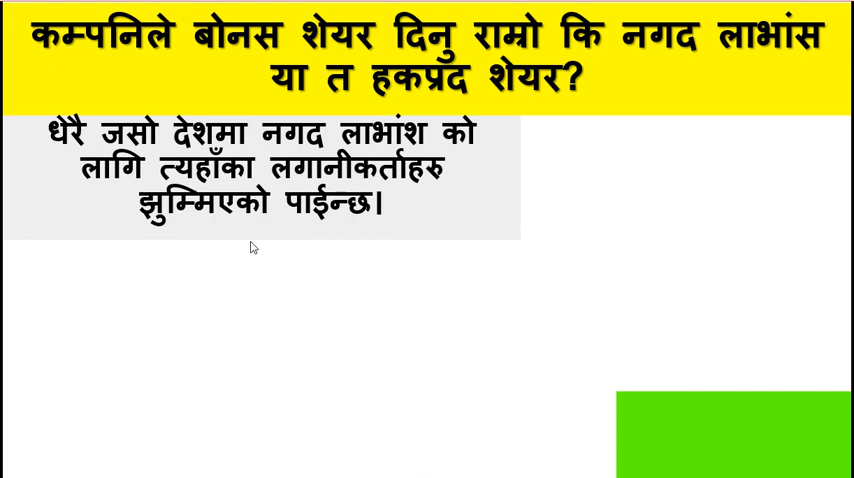 कम्पनिले बोनस शेयर दिनु राम्रो कि नगद लाभांस
या त हकप्रद शेयर?
धेरै जसो देशमा नगद लाभांश को
लागि त्यहाँका लगानीकर्ताहरु
झुम्मिएको पाईन्छ।